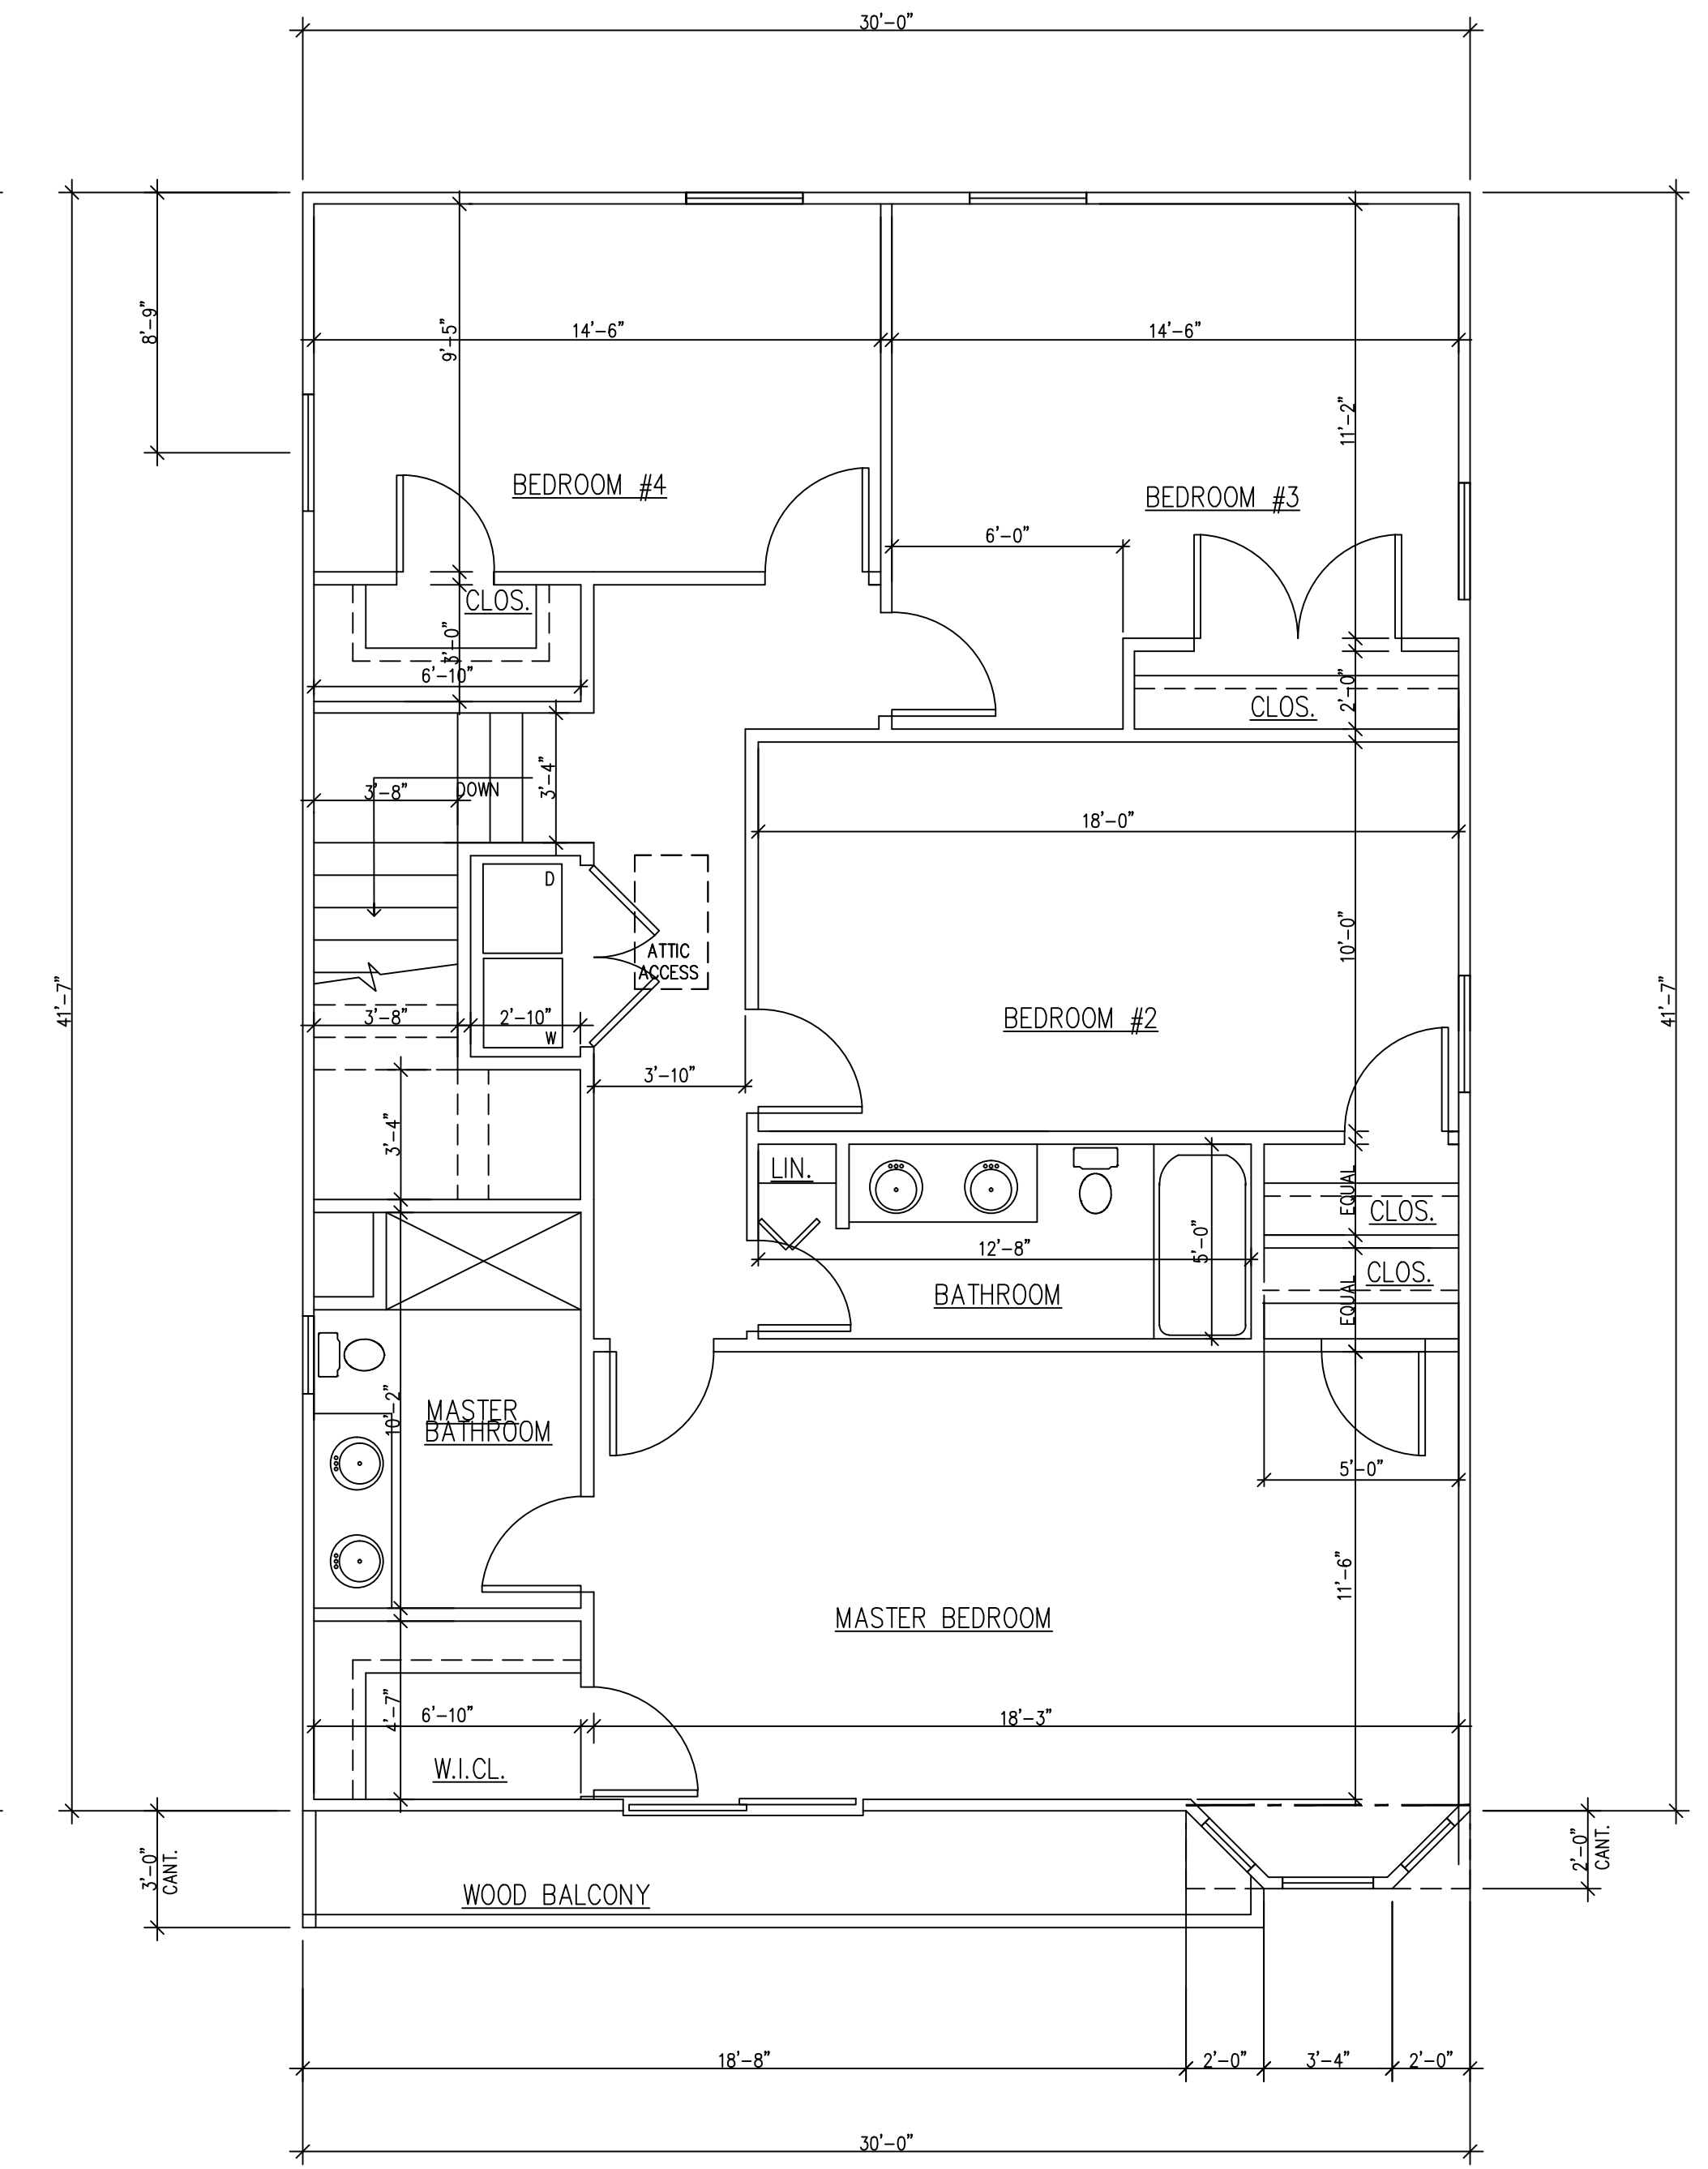 30'-0"
8'-9"
9'-5"
14'-6"
14'-6"
11'-2"
BEDROOM #4
BEDROOM #3
6'-0"
CLOS.
3'-0"
6'-10"
2'-0"
CLOS.
3'-4"
3'-8"
DOWN
18'-0"
D
ATTIC
ACCESS
10'-0"
41'-7"
41'-7"
3'-8"
2'-10"
W
BEDROOM #2
3'-10"
3'-4"
LIN.
EQUAL
CLOS.
12'-8"
5'-0"
CLOS.
BATHROOM
EQUAL
10'-2"
MASTER
BATHROOM
5'-0"
11'-6"
MASTER BEDROOM
4'-7"
6'-10"
18'-3"
W.I.CL.
3'-0"
CANT.
2'-0"
CANT.
WOOD BALCONY
18'-8"
2'-0"
3'-4"
2'-0"
30'-0"